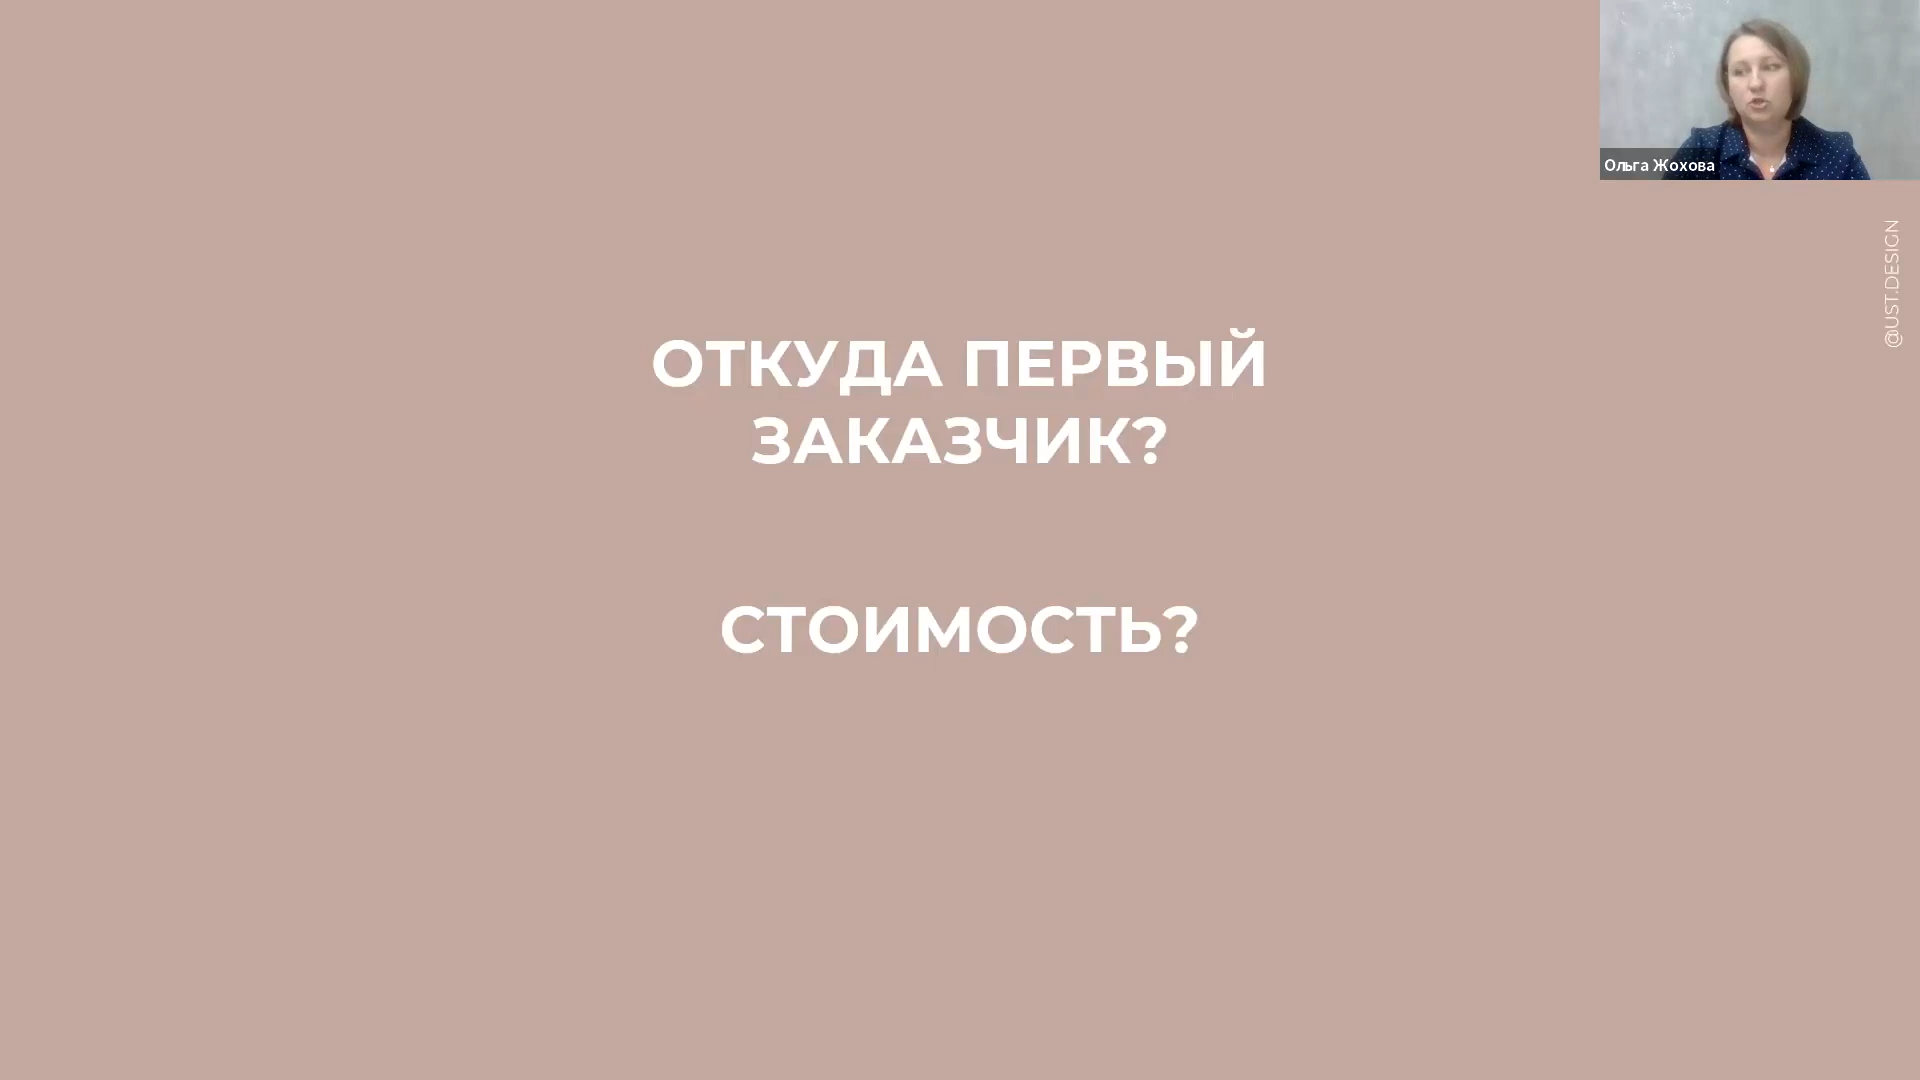 Ольга Жохова
@UST.DESIGN
ОТКУДА ПЕРВЫЙ
ЗАКАЗЧИК?
СТОИМОСТЬ?